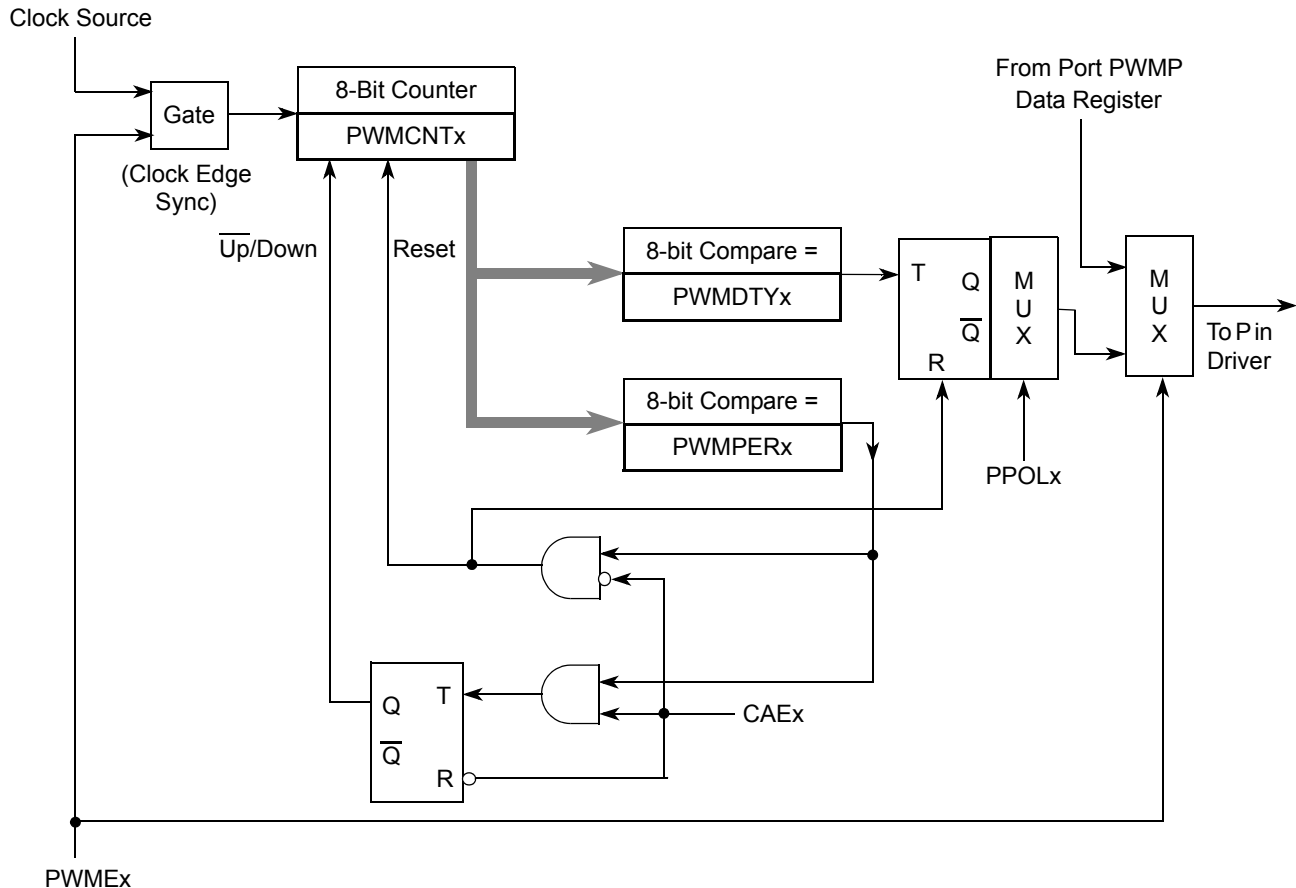 Clock Source
Gate
(Clock Edge
Sync)
8-Bit Counter
PWMCNTx
From Port PWMP
Data Register
U̅p̅/Down
Reset
8-bit Compare =
PWMDTYx
T
Q
Q̅
R
M
U
X
M
U
X
To Pin
Driver
8-bit Compare =
PWMPERx
PPOLx
Q
T
Q̅
R
CAEx
PWMEx